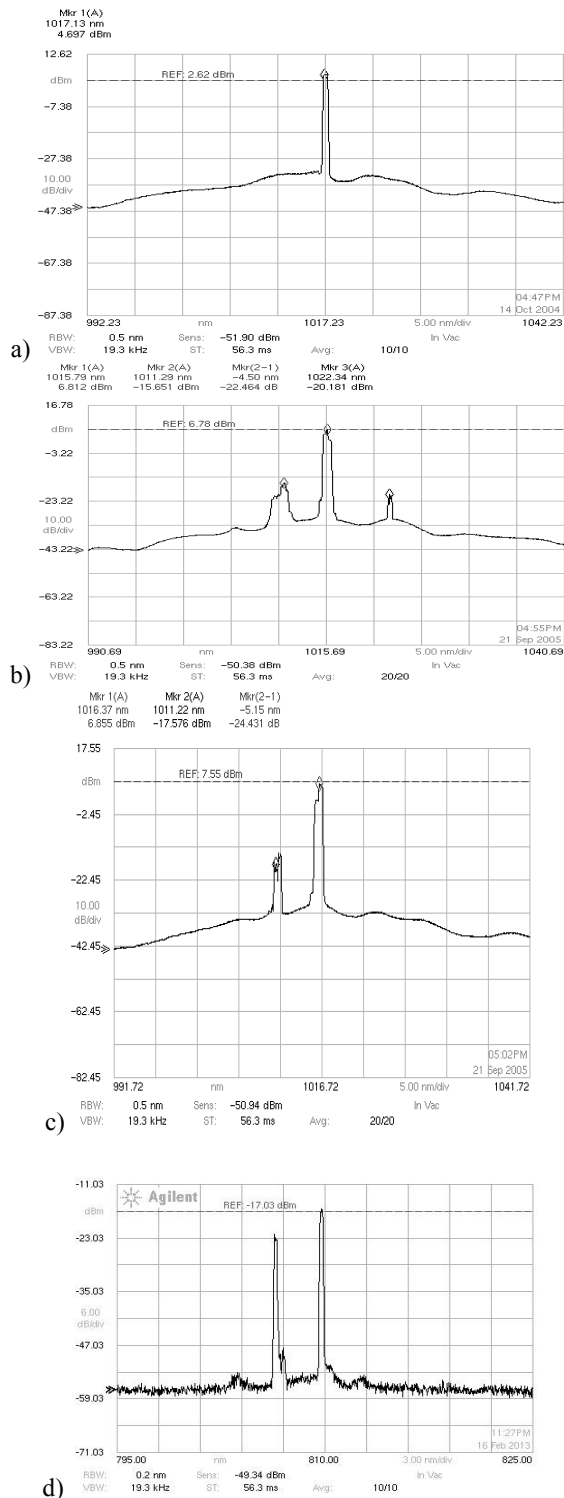 Mkr 1(A)
1017.13 nm
4.697 dBm
12.62
dBm
REF: 2.62 dBm
-7.38
-27.38
10.00
dB/div
-47.38
-67.38
-87.38
04:47PM
14 Oct 2004
992.23 nm 1017.23 5.00 nm/div 1042.23
RBW: 0.5 nm Sens: -51.90 dBm In Vac
a) VBW: 19.3 kHz ST: 56.3 ms Avg: 10/10
Mkr 1(A) Mkr 2(A) Mkr(2-1) Mkr 3(A)
1015.79 nm 1011.29 nm -4.50 nm 1022.34 nm
6.812 dBm -15.651 dBm -22.464 dB -20.181 dBm
16.78
dBm
REF: 6.78 dBm
-3.22
-23.22
10.00
dB/div
-43.22
-63.22
-83.22
04:55PM
21 Sep 2005
990.69 nm 1015.69 5.00 nm/div 1040.69
RBW: 0.5 nm Sens: -50.38 dBm In Vac
b) VBW: 19.3 kHz ST: 56.3 ms Avg: 20/20
Mkr 1(A) Mkr 2(A) Mkr(2-1)
1016.37 nm 1011.22 nm -5.15 nm
6.855 dBm -17.576 dBm -24.431 dB
17.55
dBm
REF: 7.55 dBm
-2.45
-22.45
10.00
dB/div
-42.45
-62.45
-82.45
05:02PM
21 Sep 2005
991.72 nm 1016.72 5.00 nm/div 1041.72
RBW: 0.5 nm Sens: -50.94 dBm In Vac
c) VBW: 19.3 kHz ST: 56.3 ms Avg: 20/20
-11.03
Agilent
dBm
REF: -17.03 dBm
-23.03
-35.03
6.00
dB/div
-47.03
-59.03
-71.03
11:27PM
16 Feb 2013
795.00 nm 810.00 3.00 nm/div 825.00
RBW: 0.2 nm Sens: -49.34 dBm In Vac
d) VBW: 19.3 kHz ST: 56.3 ms Avg: 10/10